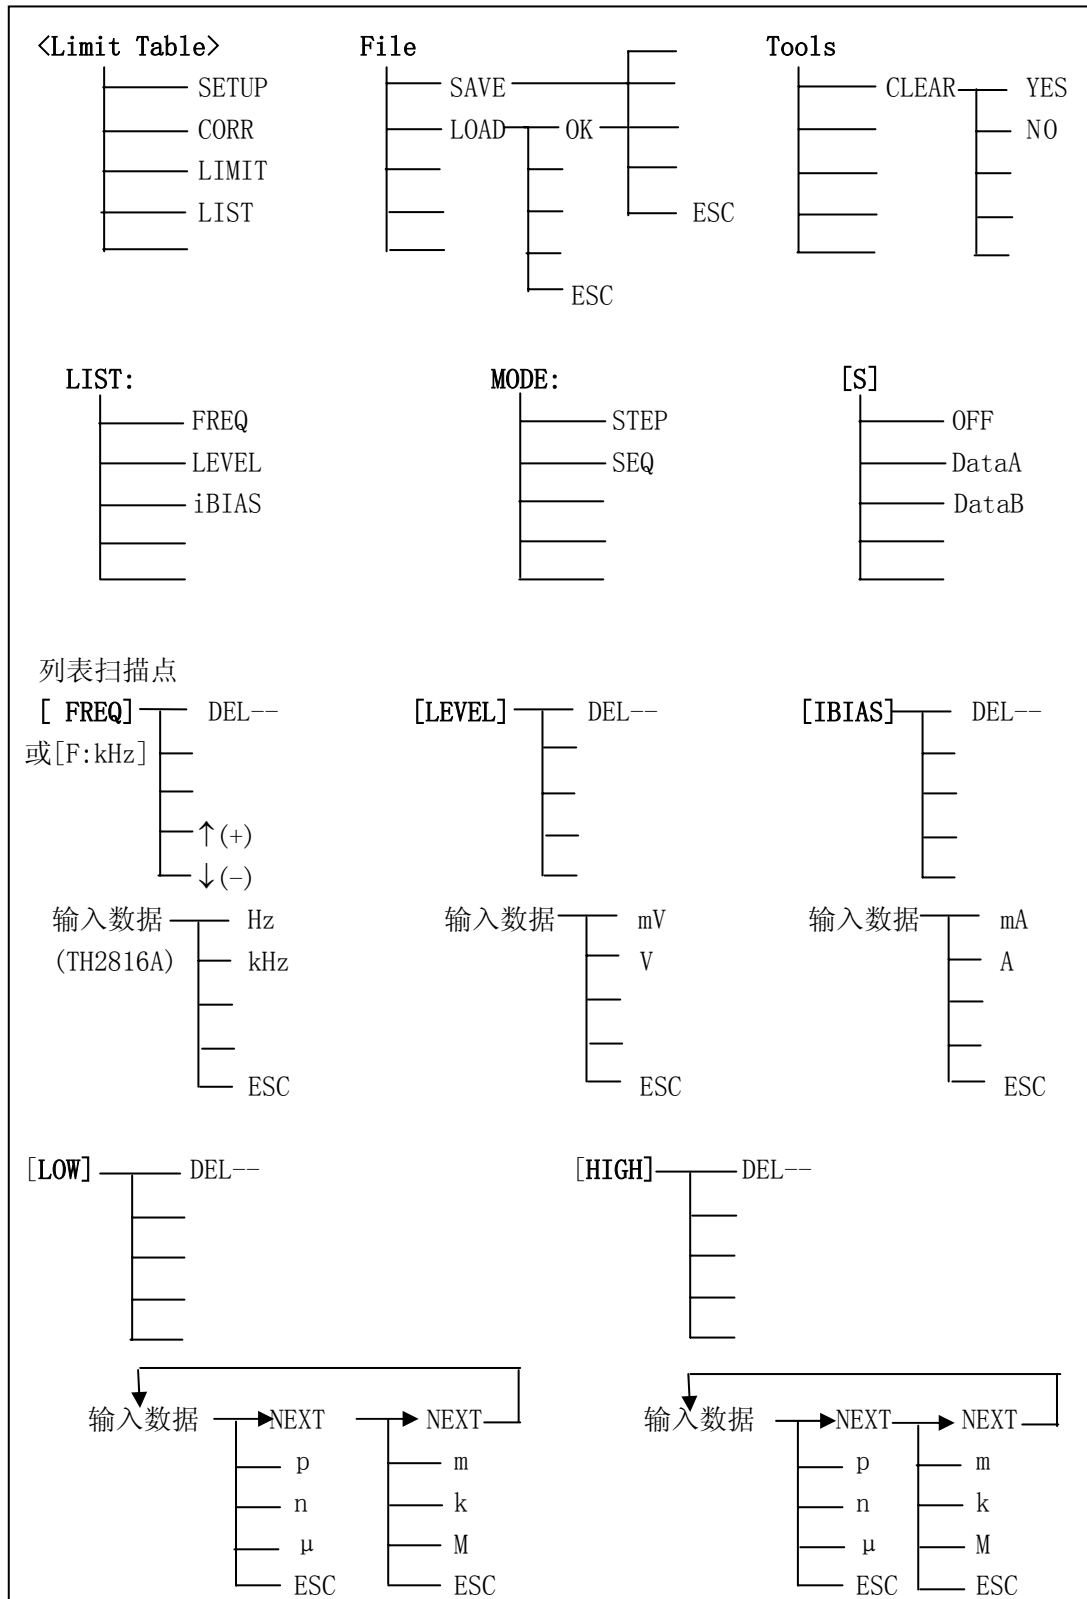 <Limit Table> File Tools
SETUP SAVE CLEAR YES
CORR LOAD OK NO
LIMIT
LIST ESC
ESC
LIST: MODE: [S]
FREQ STEP OFF
LEVEL SEQ DataA
iBIAS DataB
列表扫描点
[ FREQ] DEL-- [LEVEL] DEL-- [IBIAS] DEL--
或[F:kHz]
↑(+)
↓(-)
输入数据 Hz 输入数据 mV 输入数据 mA
(TH2816A) kHz V A
ESC ESC ESC
[LOW] DEL-- [HIGH] DEL--
输入数据 NEXT NEXT 输入数据 NEXT NEXT
p m p m
n k n k
μ M μ M
ESC ESC ESC ESC